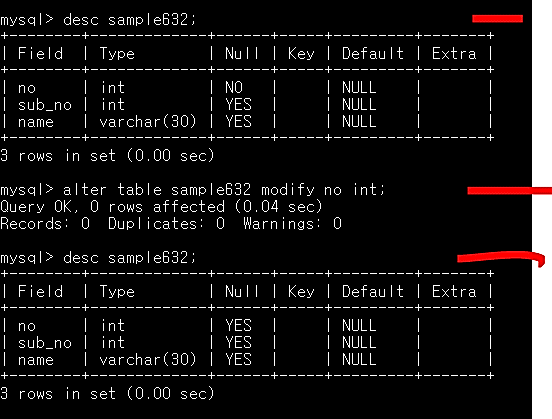 mysql> desc sample632;
+--------+-------------+------+-----+---------+-------+
| Field | Type | Null | Key | Default | Extra |
+--------+-------------+------+-----+---------+-------+
| no | int | NO | | NULL | |
| sub_no | int | YES | | NULL | |
| name | varchar(30) | YES | | NULL | |
+--------+-------------+------+-----+---------+-------+
3 rows in set (0.00 sec)
mysql> alter table sample632 modify no int;
Query OK, 0 rows affected (0.04 sec)
Records: 0 Duplicates: 0 Warnings: 0
mysql> desc sample632;
+--------+-------------+------+-----+---------+-------+
| Field | Type | Null | Key | Default | Extra |
+--------+-------------+------+-----+---------+-------+
| no | int | YES | | NULL | |
| sub_no | int | YES | | NULL | |
| name | varchar(30) | YES | | NULL | |
+--------+-------------+------+-----+---------+-------+
3 rows in set (0.00 sec)